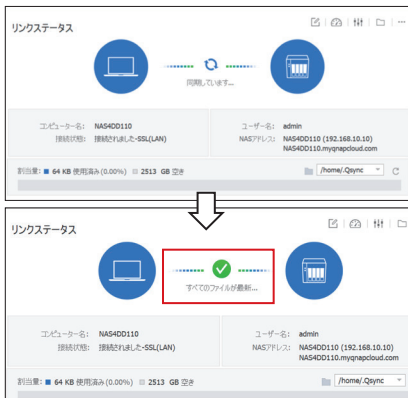 リンクステータス
同期しています...
コンピューター名: NAS4DD110
接続状態: 接続されました-SSL(LAN)
ユーザー名: admin
NASアドレス: NAS4DD110 (192.168.10.10)
NAS4DD110.myqnapcloud.com
割当量: 64 KB 使用済み(0.00%) 2513 GB 空き
/home/.Qsync
リンクステータス
すべてのファイルが最新...
コンピューター名: NAS4DD110
接続状態: 接続されました-SSL(LAN)
ユーザー名: admin
NASアドレス: NAS4DD110 (192.168.10.10)
NAS4DD110.myqnapcloud.com
割当量: 64 KB 使用済み(0.00%) 2513 GB 空き
/home/.Qsync